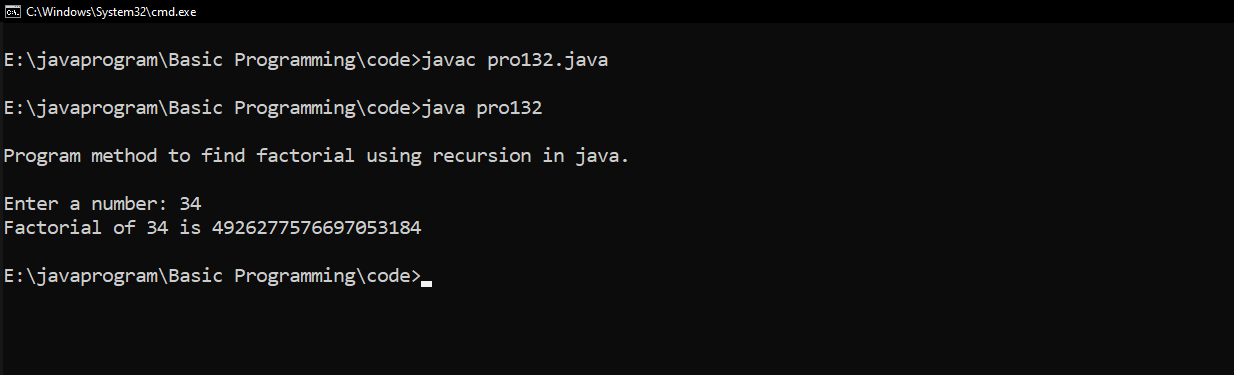 C:\Windows\System32\cmd.exe
E:\javaprogram\Basic Programming\code>javac pro132.java
E:\javaprogram\Basic Programming\code>java pro132
Program method to find factorial using recursion in java.
Enter a number: 34
Factorial of 34 is 4926277576697053184
E:\javaprogram\Basic Programming\code>